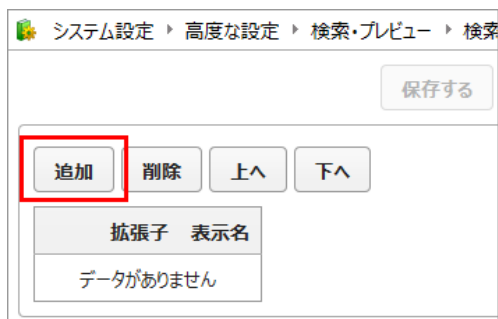 システム設定 ▸ 高度な設定 ▸ 検索・プレビュー ▸ 検索
保存する
追加 削除 上へ 下へ
拡張子 表示名
データがありません